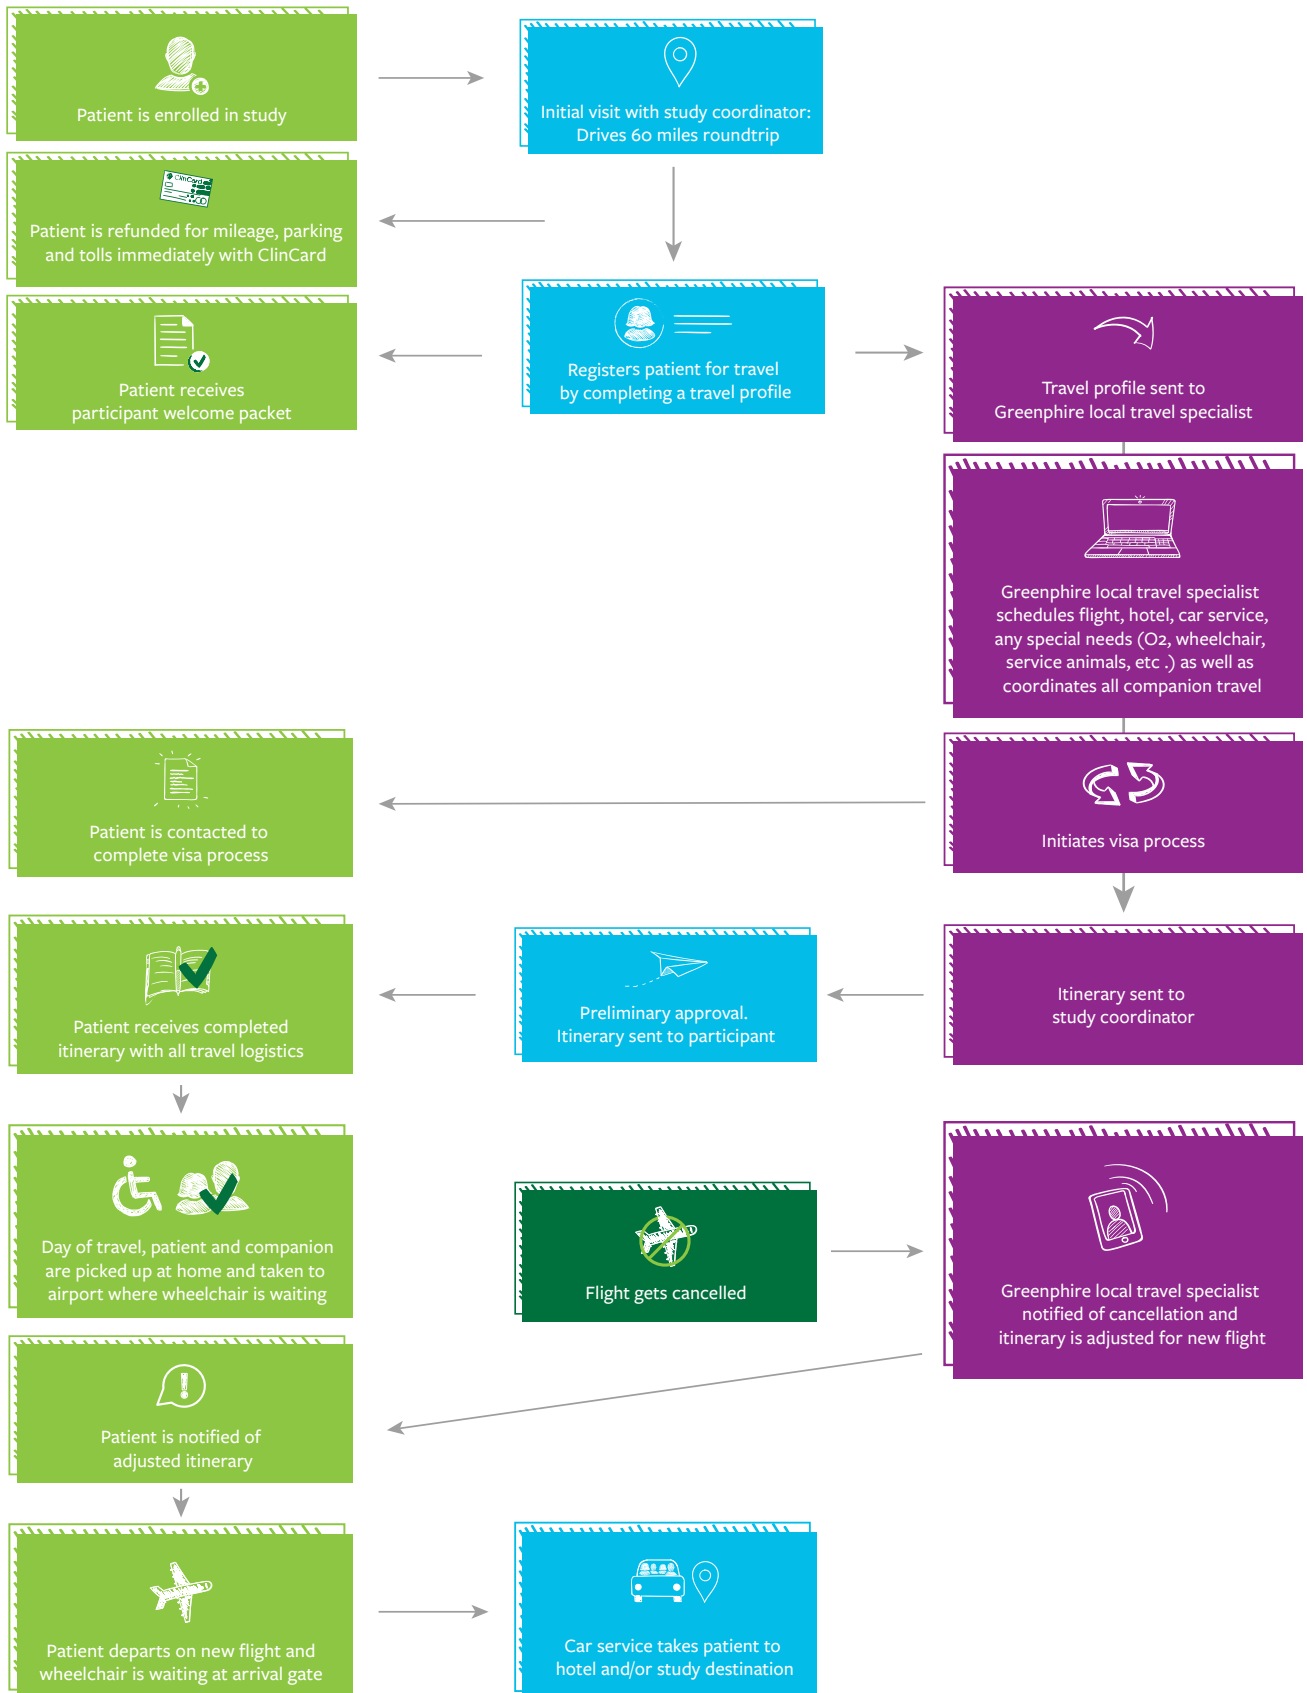 Patient is enrolled in study
Initial visit with study coordinator:
Drives 60 miles roundtrip
ClinCard
Patient is refunded for mileage, parking
and tolls immediately with ClinCard
Patient receives
participant welcome packet
Registers patient for travel
by completing a travel profile
Travel profile sent to
Greenphire local travel specialist
Greenphire local travel specialist
schedules flight, hotel, car service,
any special needs (O2, wheelchair,
service animals, etc .) as well as
coordinates all companion travel
Patient is contacted to
complete visa process
Initiates visa process
Patient receives completed
itinerary with all travel logistics
Preliminary approval.
Itinerary sent to participant
Itinerary sent to
study coordinator
Day of travel, patient and companion
are picked up at home and taken to
airport where wheelchair is waiting
Flight gets cancelled
Greenphire local travel specialist
notified of cancellation and
itinerary is adjusted for new flight
Patient is notified of
adjusted itinerary
Patient departs on new flight and
wheelchair is waiting at arrival gate
Car service takes patient to
hotel and/or study destination